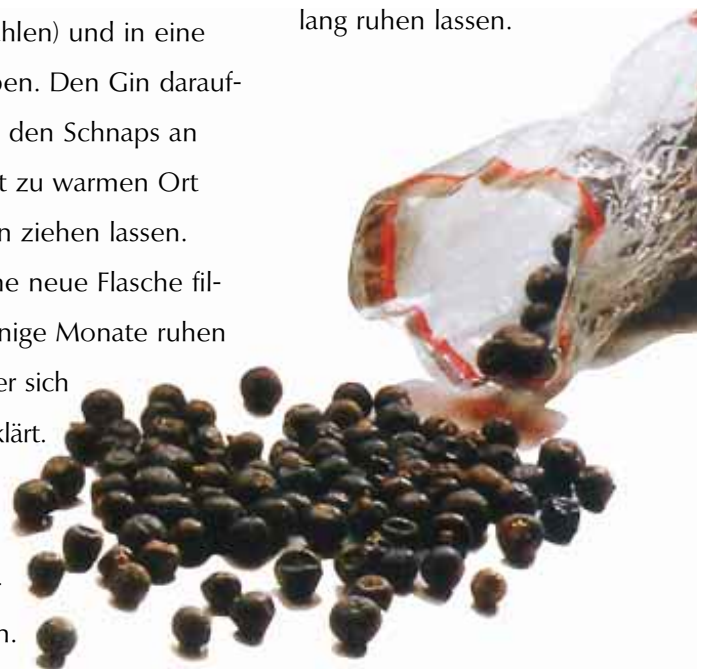 hlen) und in eine
ben. Den Gin darauf-
den Schnaps an
t zu warmen Ort
n ziehen lassen.
ne neue Flasche fil-
nige Monate ruhen
er sich
lärt.
-
n.
lang ruhen lassen.